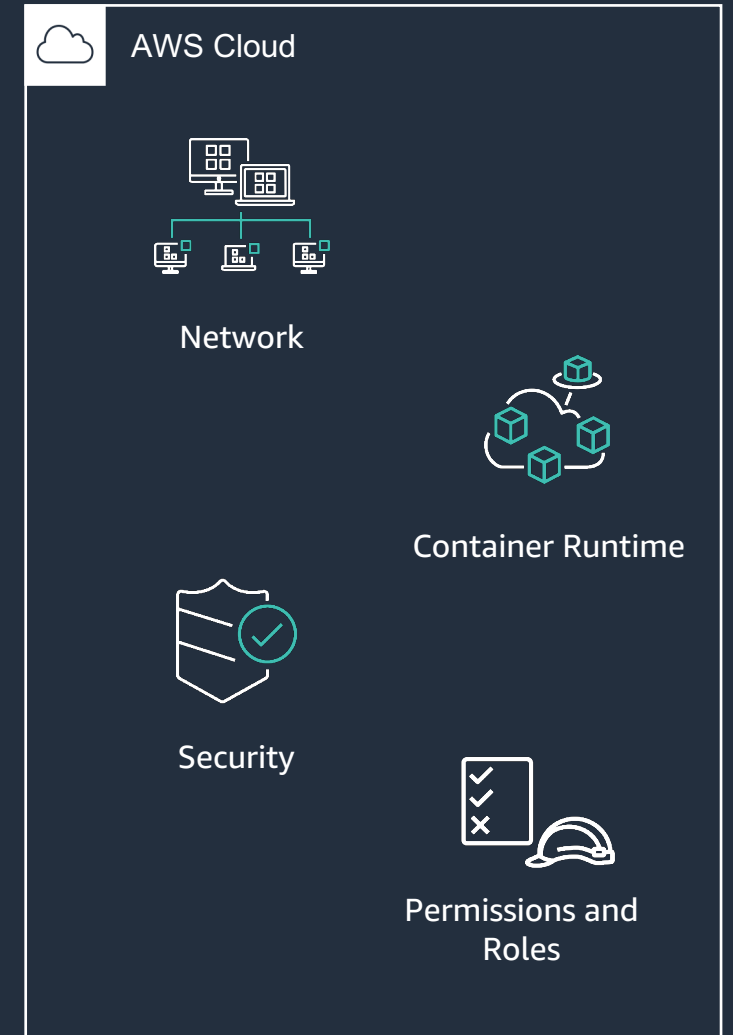 AWS Cloud
Network
Container Runtime
Security
Permissions and
Roles